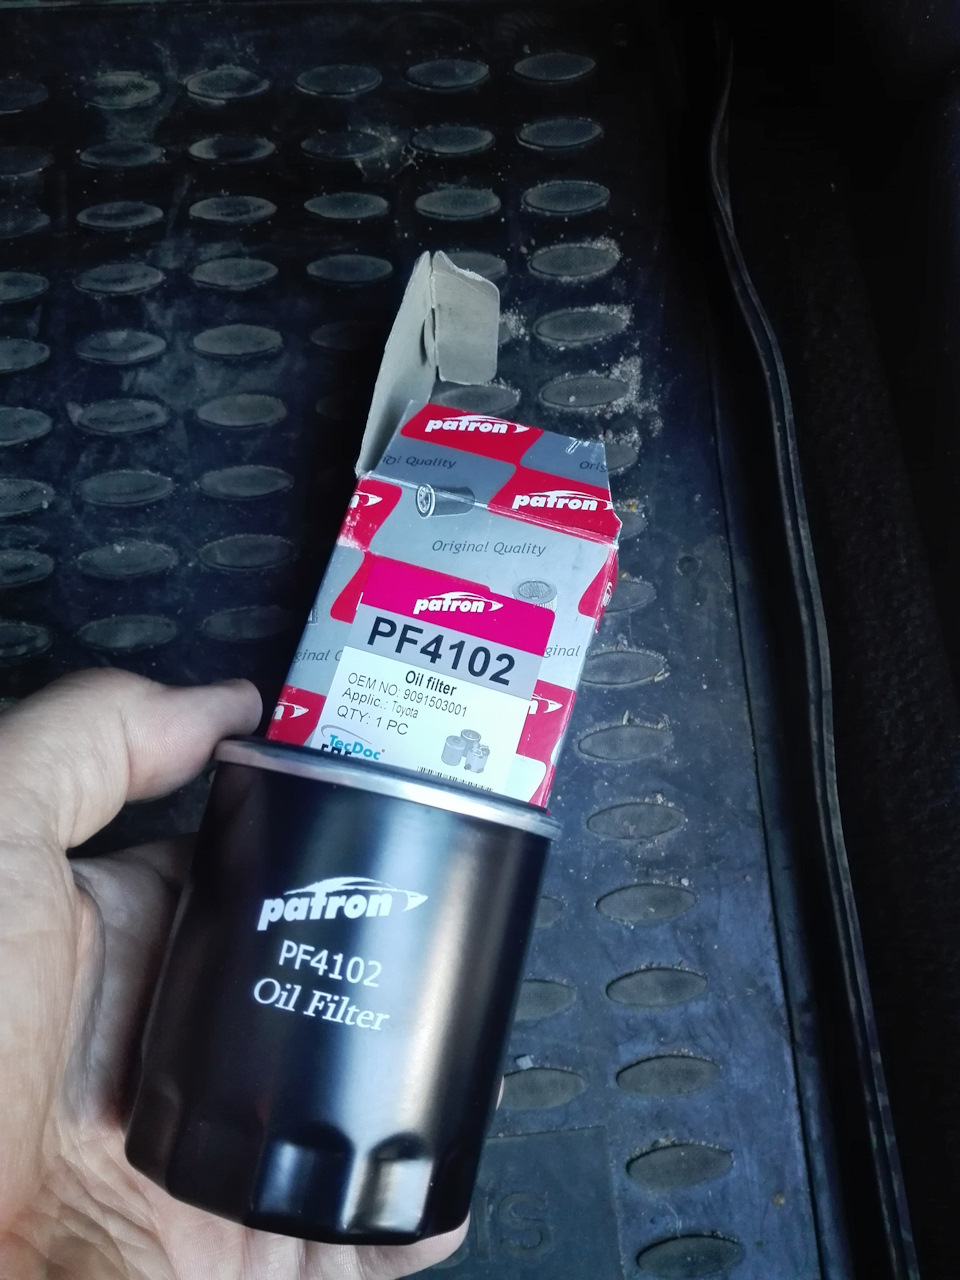 patron
Original Quality
patron
Original Quality
patron
PF4102
Oil filter
OEM NO: 9091503001
Applic.: Toyota
QTY: 1 PC
TecDoc
patron
PF4102
Oil Filter